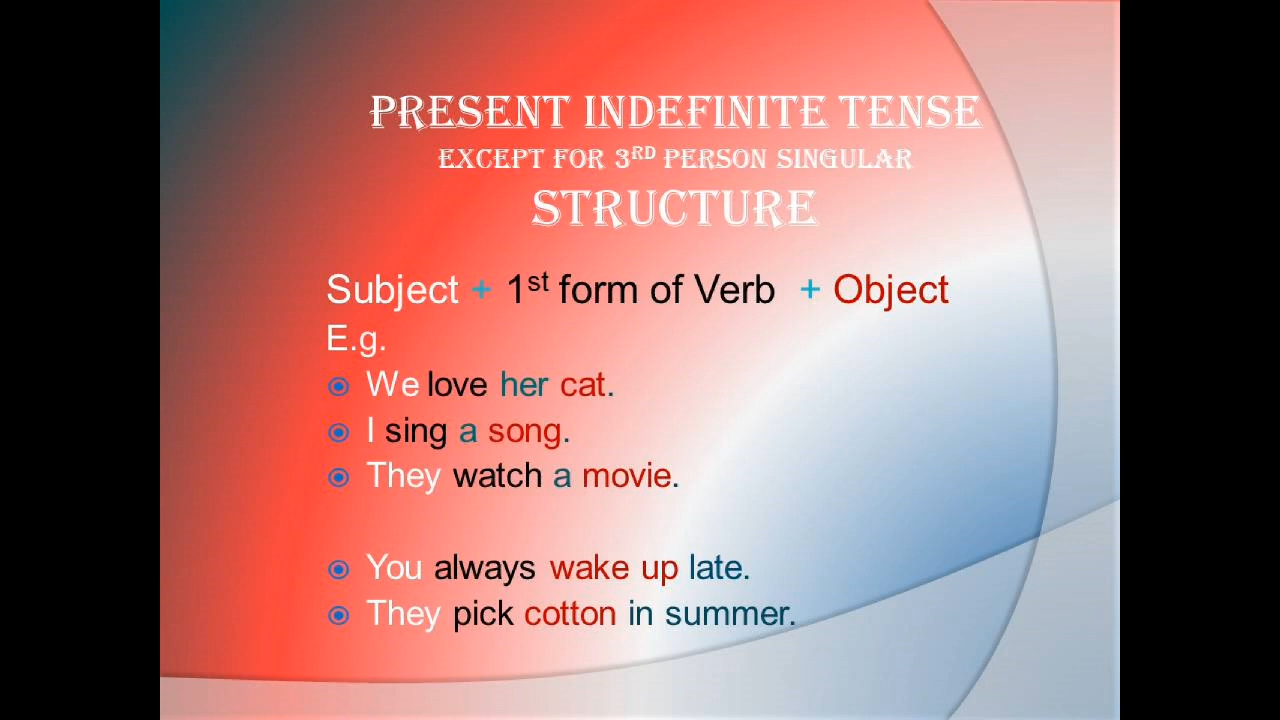 PRESENT INDEFINITE TENSE
EXCEPT FOR 3RD PERSON SINGULAR
STRUCTURE
Subject + 1st form of Verb + Object
E.g.
We love her cat.
I sing a song.
They watch a movie.
You always wake up late.
They pick cotton in summer.